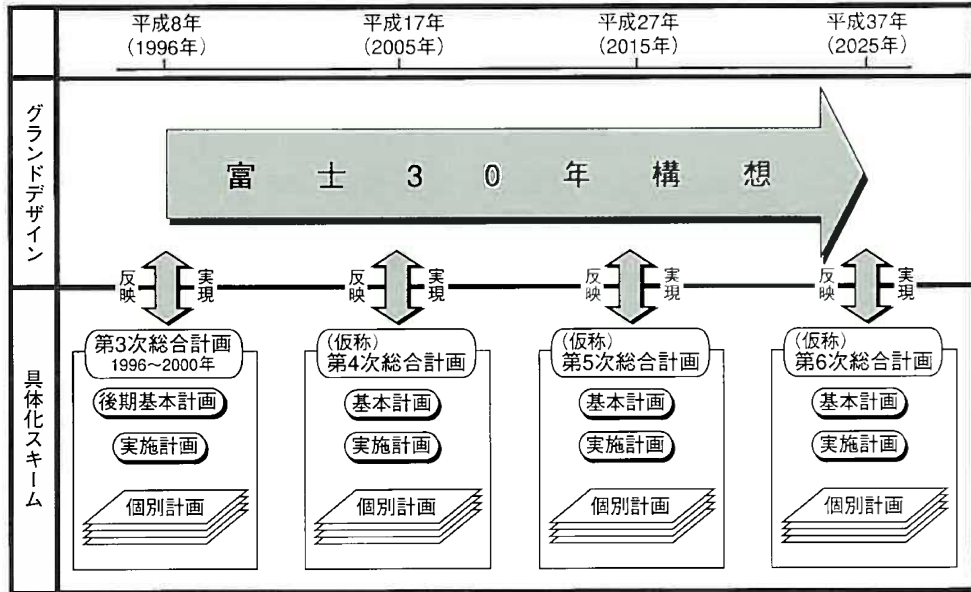 平成8年
(1996年)
平成17年
(2005年)
平成27年
(2015年)
平成37年
(2025年)
グランドデザイン
富士30年構想
反映
実現
反映
実現
反映
実現
反映
実現
具体化スキーム
第3次総合計画
1996~2000年
後期基本計画
実施計画
個別計画
(仮称)
第4次総合計画
基本計画
実施計画
個別計画
(仮称)
第5次総合計画
基本計画
実施計画
個別計画
(仮称)
第6次総合計画
基本計画
実施計画
個別計画